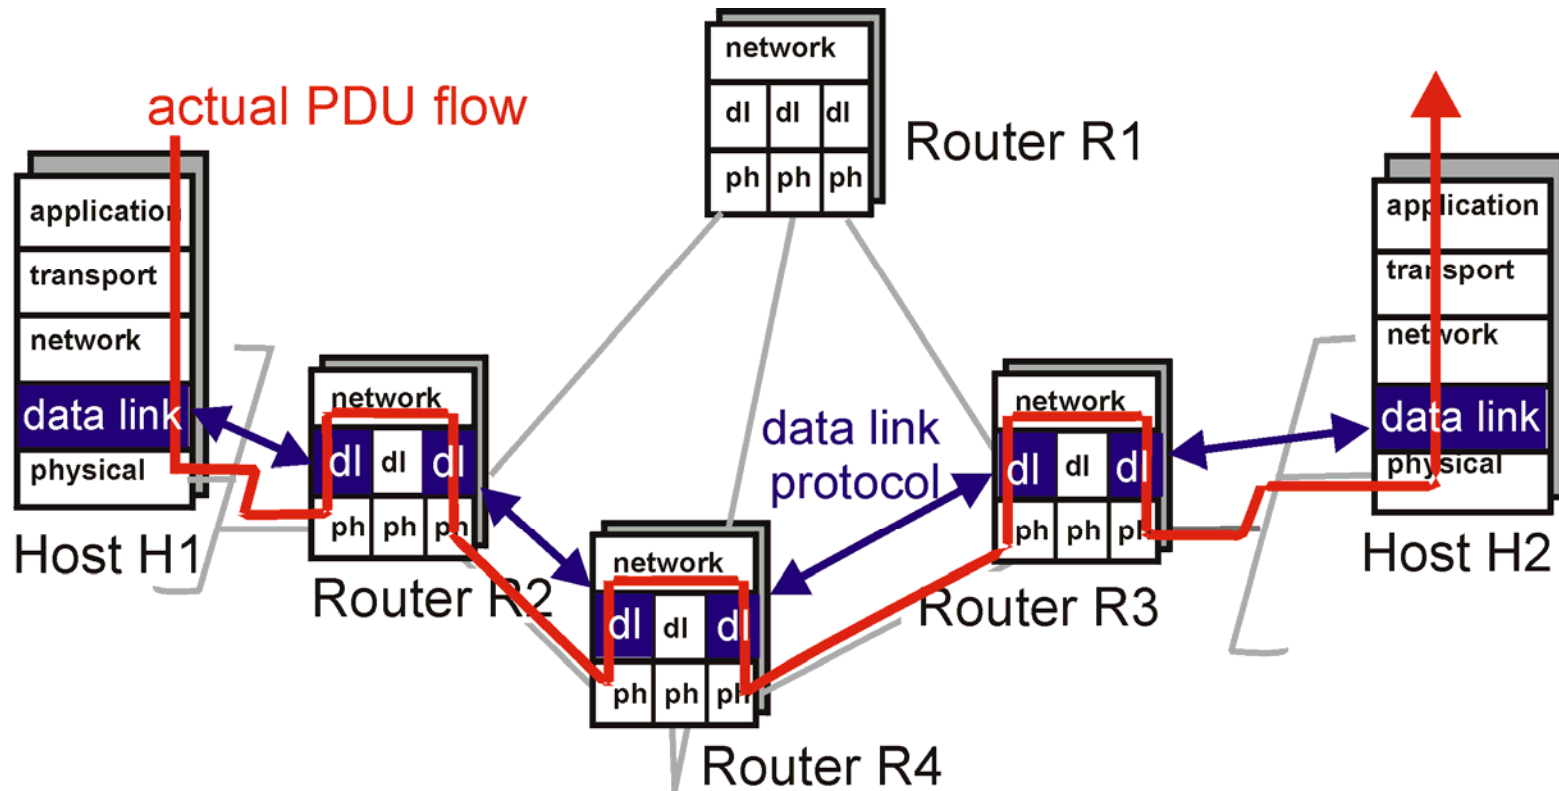 actual PDU flow
network
dl dl dl
ph ph ph
Router R1
application
transport
network
data link
physical
Host H1
network
dl dl dl
ph ph ph
Router R2
data link
protocol
network
dl dl dl
ph ph ph
Router R4
network
dl dl dl
ph ph ph
Router R3
application
transport
network
data link
physical
Host H2